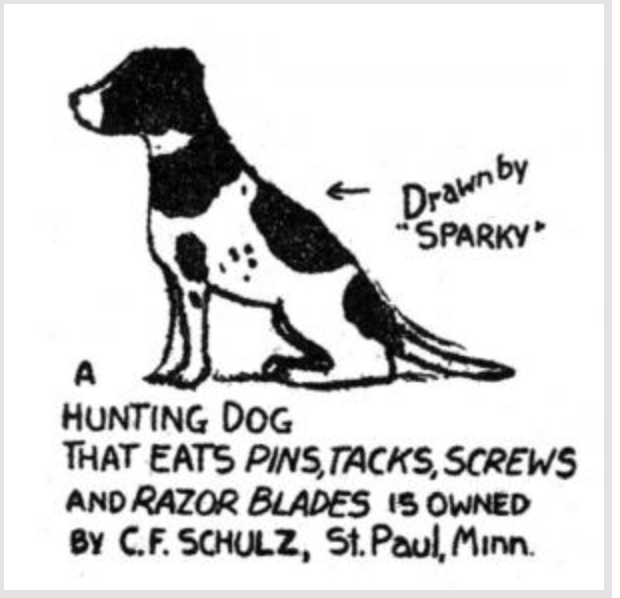 Drawn by
"SPARKY"
A
HUNTING DOG
THAT EATS PINS, TACKS, SCREWS
AND RAZOR BLADES IS OWNED
BY C.F. SCHULZ, St. Paul, Minn.